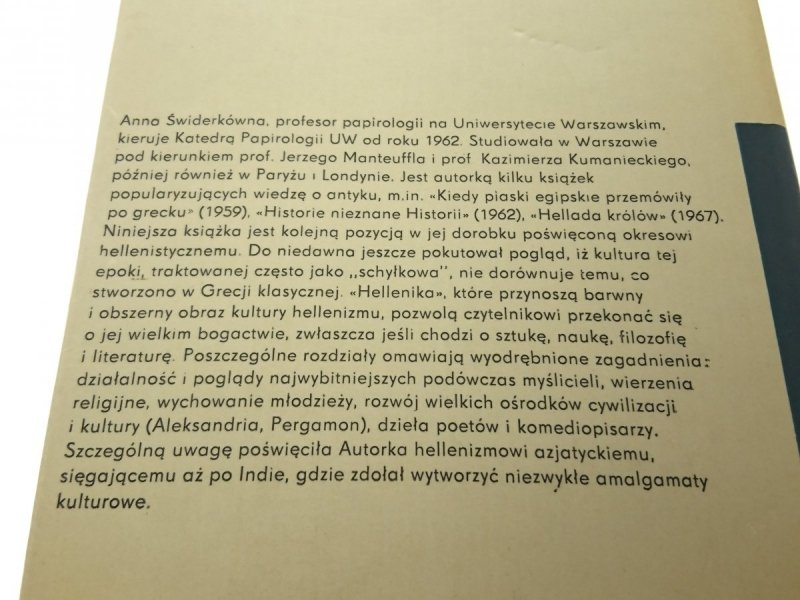 Anna Świderkówna, profesor papirologii na Uniwersytecie Warszawskim,
kieruje Katedrą Papirologii UW od roku 1962. Studiowała w Warszawie
pod kierunkiem prof. Jerzego Manteuffla i prof Kazimierza Kumanieckiego,
później również w Paryżu i Londynie. Jest autorką kilku książek
popularyzujących wiedzę o antyku, m.in. «Kiedy piaski egipskie przemówiły
po grecku» (1959), «Historie nieznane Historii» (1962), «Hellada królów» (1967).
Niniejsza książka jest kolejną pozycją w jej dorobku poświęconą okresowi
hellenistycznemu. Do niedawna jeszcze pokutował pogląd, iż kultura tej
epoki, traktowanej często jako „schyłkowa", nie dorównuje temu, co
stworzono w Grecji klasycznej. «Hellenika», które przynoszą barwny
i obszerny obraz kultury hellenizmu, pozwolą czytelnikowi przekonać się
o jej wielkim bogactwie, zwłaszcza jeśli chodzi o sztukę, naukę, filozofię
i literaturę. Poszczególne rozdziały omawiają wyodrębnione zagadnienia:
działalność i poglądy najwybitniejszych podówczas myślicieli, wierzenia
religijne, wychowanie młodzieży, rozwój wielkich ośrodków cywilizacji
i kultury (Aleksandria, Pergamon), dzieła poetów i komediopisarzy.
Szczególną uwagę poświęciła Autorka hellenizmowi azjatyckiemu,
sięgającemu aż po Indie, gdzie zdołał wytworzyć niezwykłe amalgamaty
kulturowe.